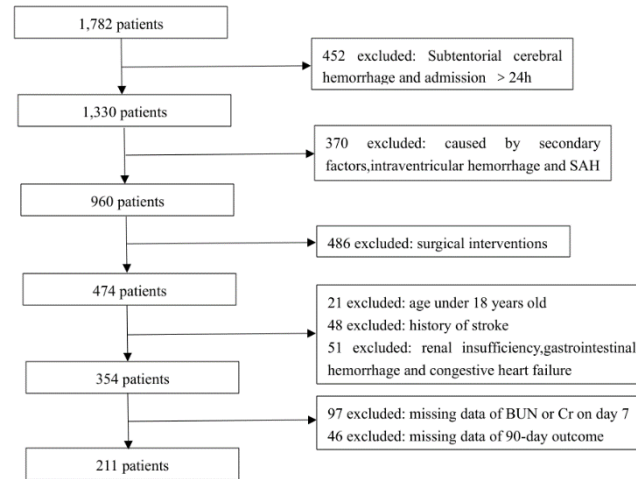 1,782 patients
452 excluded: Subtentorial cerebral
hemorrhage and admission > 24h
1,330 patients
370 excluded: caused by secondary
factors,intraventricular hemorrhage and SAH
960 patients
486 excluded: surgical interventions
474 patients
21 excluded: age under 18 years old
48 excluded: history of stroke
51 excluded: renal insufficiency,gastrointestinal
hemorrhage and congestive heart failure
354 patients
97 excluded: missing data of BUN or Cr on day 7
46 excluded: missing data of 90-day outcome
211 patients